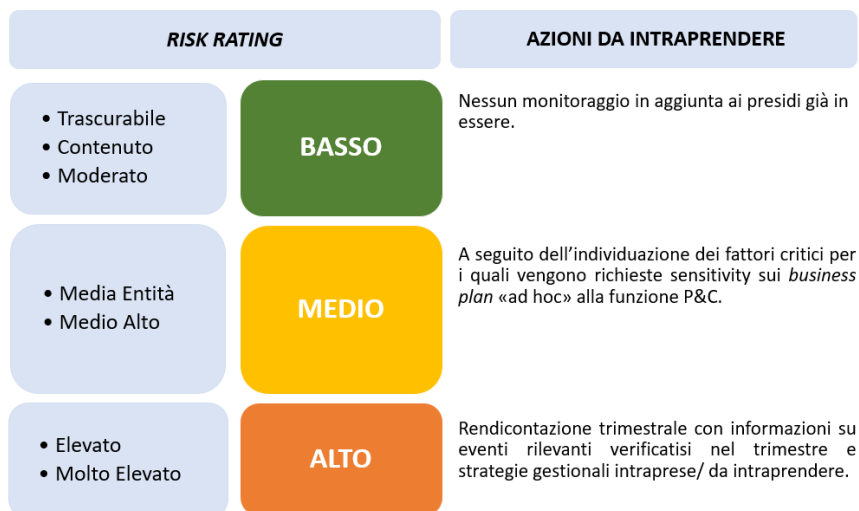 RISK RATING
AZIONI DA INTRAPRENDERE
• Trascurabile
• Contenuto
• Moderato
BASSO
Nessun monitoraggio in aggiunta ai presidi già in
essere.
• Media Entità
• Medio Alto
MEDIO
A seguito dell’individuazione dei fattori critici per
i quali vengono richieste sensitivity sui business
plan «ad hoc» alla funzione P&C.
• Elevato
• Molto Elevato
ALTO
Rendicontazione trimestrale con informazioni su
eventi rilevanti verificatisi nel trimestre e
strategie gestionali intraprese/ da intraprendere.